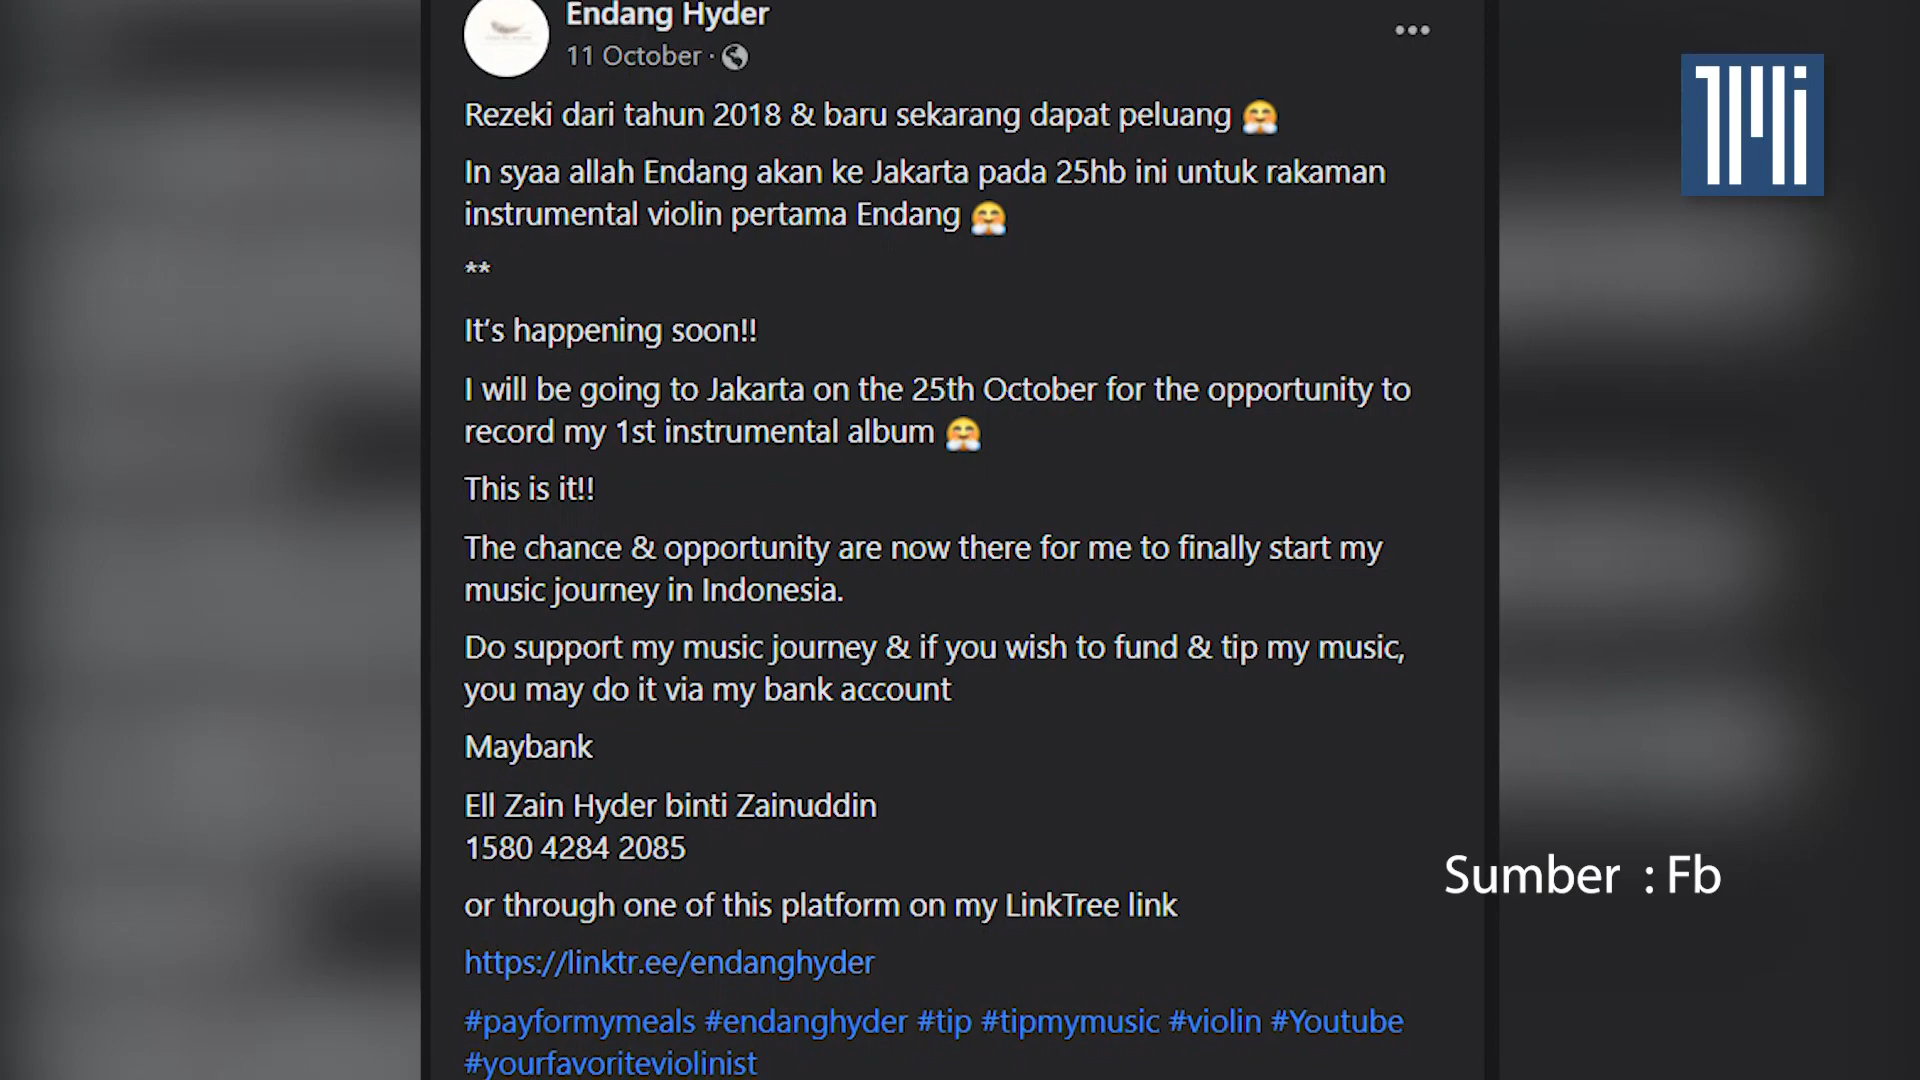 Endang Hyder
11 October ·
Rezeki dari tahun 2018 & baru sekarang dapat peluang 🤗
In syaa allah Endang akan ke Jakarta pada 25hb ini untuk rakaman
instrumental violin pertama Endang 🤗
**
It's happening soon!!
I will be going to Jakarta on the 25th October for the opportunity to
record my 1st instrumental album 🤗
This is it!!
The chance & opportunity are now there for me to finally start my
music journey in Indonesia.
Do support my music journey & if you wish to fund & tip my music,
you may do it via my bank account
Maybank
Ell Zain Hyder binti Zainuddin
1580 4284 2085
or through one of this platform on my LinkTree link
https://linktr.ee/endanghyder
#payformymeals #endanghyder #tip #tipmymusic #violin #Youtube
#yourfavoriteviolinist
Sumber : Fb